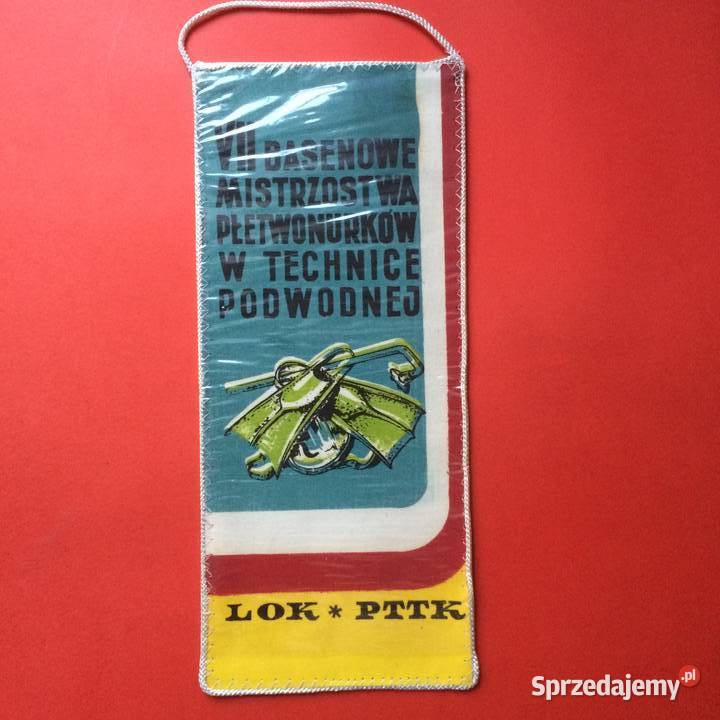 VII BASENOWE
MISTRZOSTWA
PŁETWONURKÓW
W TECHNICE
PODWODNEJ
LOK * PTTK
Sprzedajemy.pl